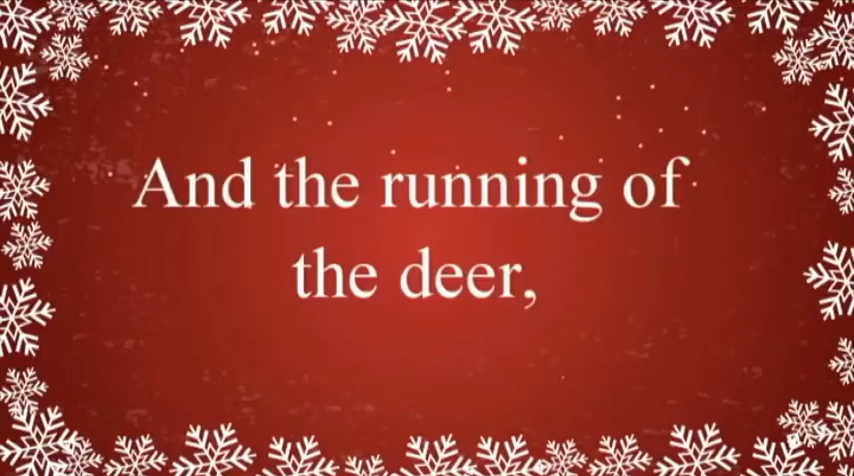 And the running of
the deer,